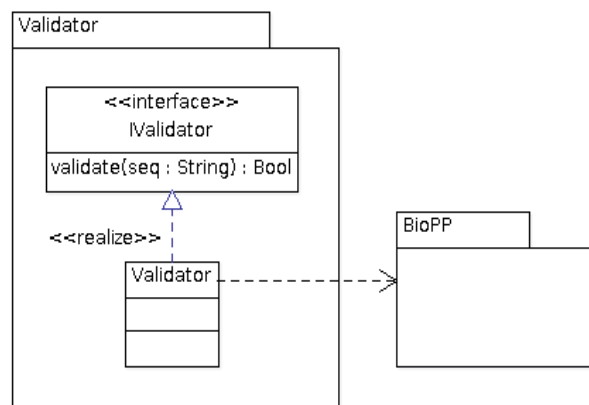 Validator
<<interface>>
IValidator
validate(seq : String) : Bool
<<realize>>
Validator
BioPP